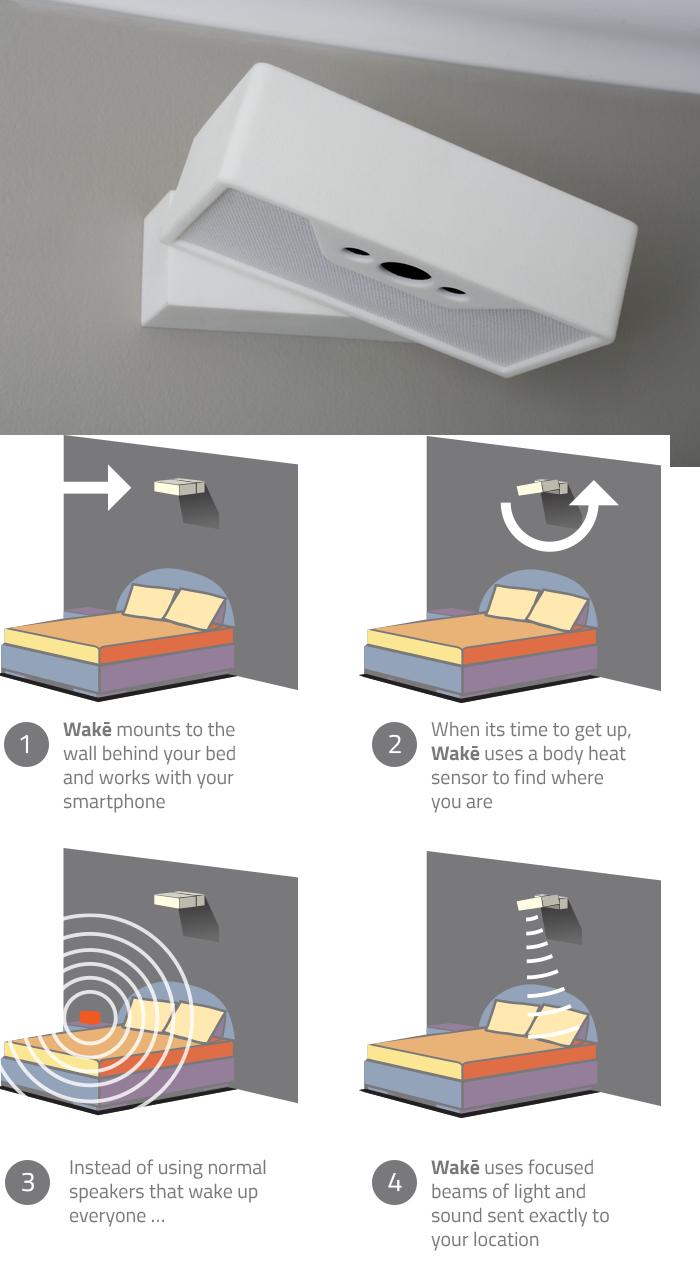 1
Wakē mounts to the
wall behind your bed
and works with your
smartphone
2
When its time to get up,
Wakē uses a body heat
sensor to find where
you are
3
Instead of using normal
speakers that wake up
everyone ...
4
Wakē uses focused
beams of light and
sound sent exactly to
your location